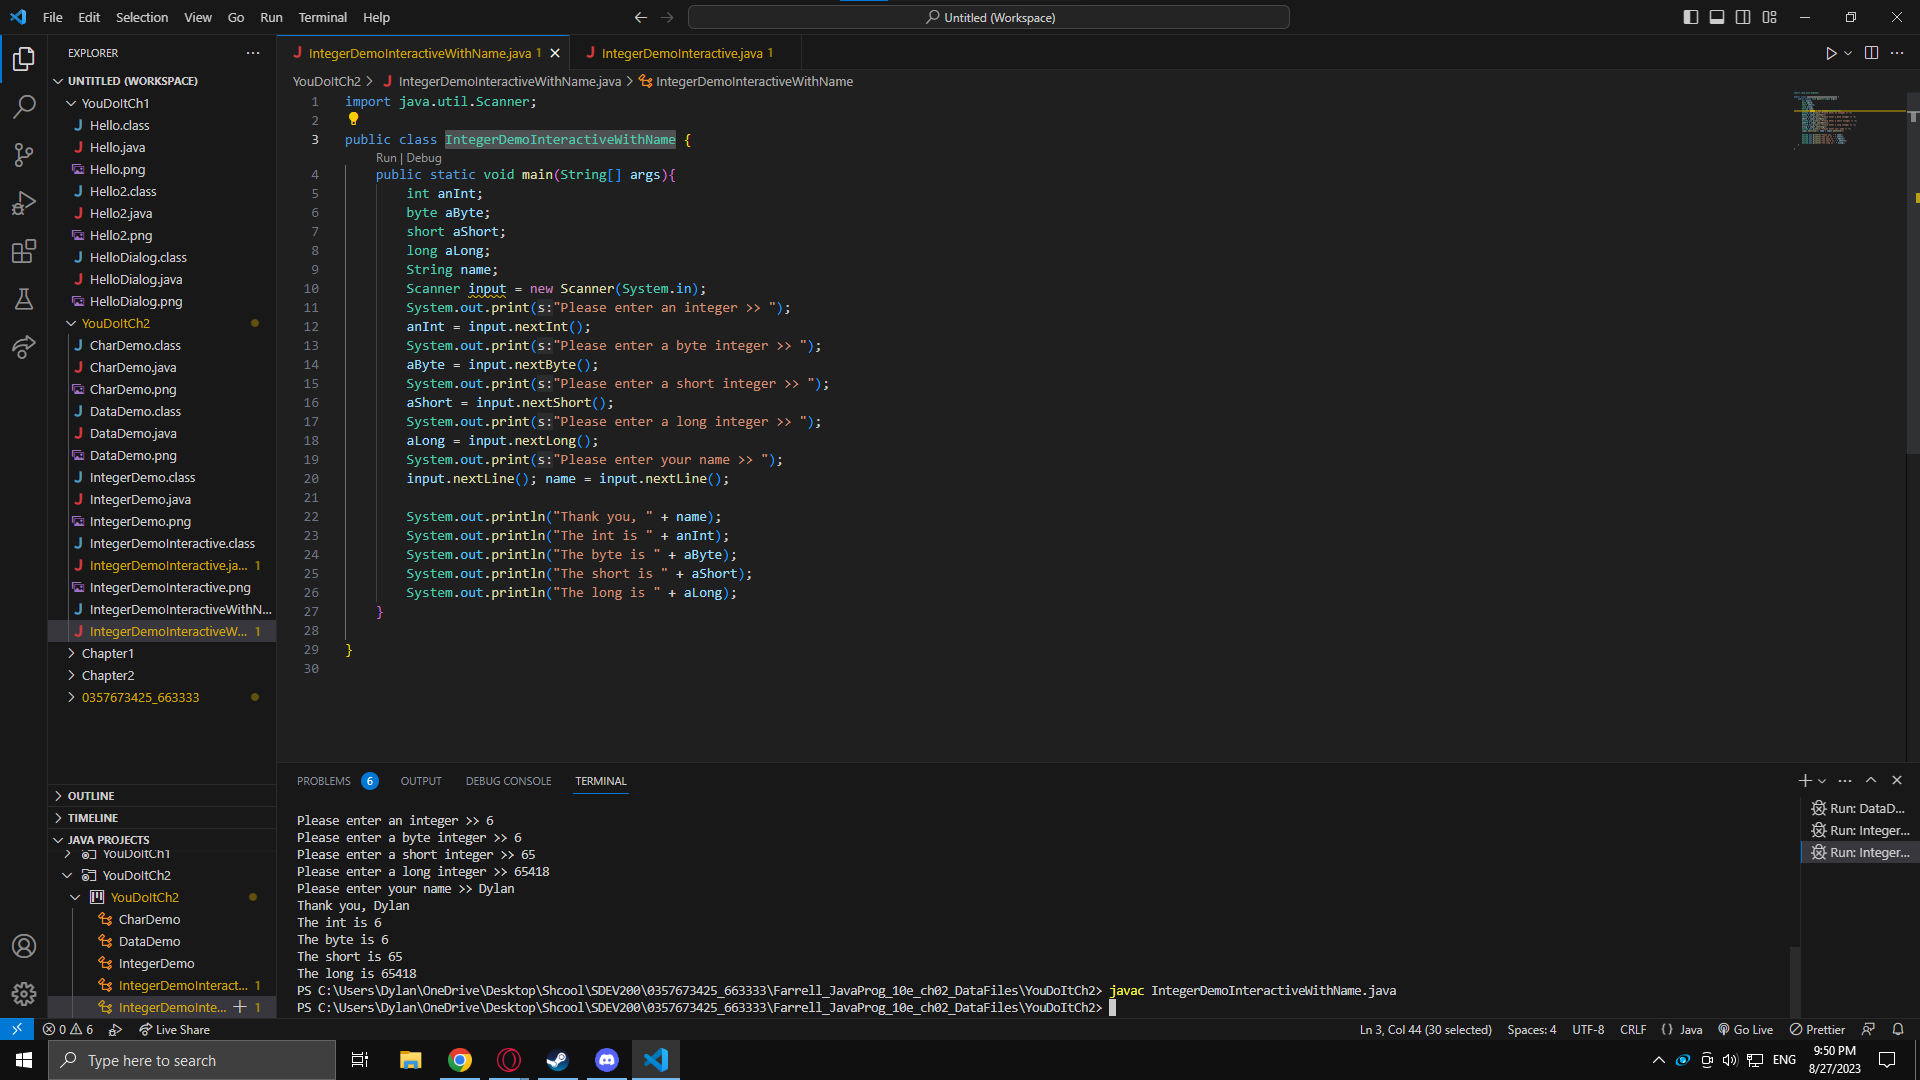 File Edit Selection View Go Run Terminal Help
Untitled (Workspace)
EXPLORER
UNTITLED (WORKSPACE)
YouDoItCh1
Hello.class
Hello.java
Hello.png
Hello2.class
Hello2.java
Hello2.png
HelloDialog.class
HelloDialog.java
HelloDialog.png
YouDoItCh2
CharDemo.class
CharDemo.java
CharDemo.png
DataDemo.class
DataDemo.java
DataDemo.png
IntegerDemo.class
IntegerDemo.java
IntegerDemo.png
IntegerDemoInteractive.class
IntegerDemoInteractive.ja... 1
IntegerDemoInteractive.png
IntegerDemoInteractiveWithN...
IntegerDemoInteractiveW... 1
Chapter1
Chapter2
0357673425_663333
OUTLINE
TIMELINE
JAVA PROJECTS
YouDoItCh1
YouDoItCh2
YouDoItCh2
CharDemo
DataDemo
IntegerDemo
IntegerDemoInteract... 1
IntegerDemoInte... 1
IntegerDemoInteractiveWithName.java 1
IntegerDemoInteractive.java 1
YouDoItCh2 > IntegerDemoInteractiveWithName.java > IntegerDemoInteractiveWithName
1 import java.util.Scanner;
2
3 public class IntegerDemoInteractiveWithName {
Run | Debug
4 public static void main(String[] args){
5 int anInt;
6 byte aByte;
7 short aShort;
8 long aLong;
9 String name;
10 Scanner input = new Scanner(System.in);
11 System.out.print(s:"Please enter an integer >> ");
12 anInt = input.nextInt();
13 System.out.print(s:"Please enter a byte integer >> ");
14 aByte = input.nextByte();
15 System.out.print(s:"Please enter a short integer >> ");
16 aShort = input.nextShort();
17 System.out.print(s:"Please enter a long integer >> ");
18 aLong = input.nextLong();
19 System.out.print(s:"Please enter your name >> ");
20 input.nextLine(); name = input.nextLine();
21
22 System.out.println("Thank you, " + name);
23 System.out.println("The int is " + anInt);
24 System.out.println("The byte is " + aByte);
25 System.out.println("The short is " + aShort);
26 System.out.println("The long is " + aLong);
27 }
28
29 }
30
PROBLEMS 6 OUTPUT DEBUG CONSOLE TERMINAL
Please enter an integer >> 6
Please enter a byte integer >> 6
Please enter a short integer >> 65
Please enter a long integer >> 65418
Please enter your name >> Dylan
Thank you, Dylan
The int is 6
The byte is 6
The short is 65
The long is 65418
PS C:\Users\Dylan\OneDrive\Desktop\Shcool\SDEV200\0357673425_663333\Farrell_JavaProg_10e_ch02_DataFiles\YouDoItCh2> javac IntegerDemoInteractiveWithName.java
PS C:\Users\Dylan\OneDrive\Desktop\Shcool\SDEV200\0357673425_663333\Farrell_JavaProg_10e_ch02_DataFiles\YouDoItCh2>
Run: DataD...
Run: Integer...
Run: Integer...
0 6 Live Share
Ln 3, Col 44 (30 selected) Spaces: 4 UTF-8 CRLF {} Java Go Live Prettier
Type here to search
ENG
9:50 PM
8/27/2023